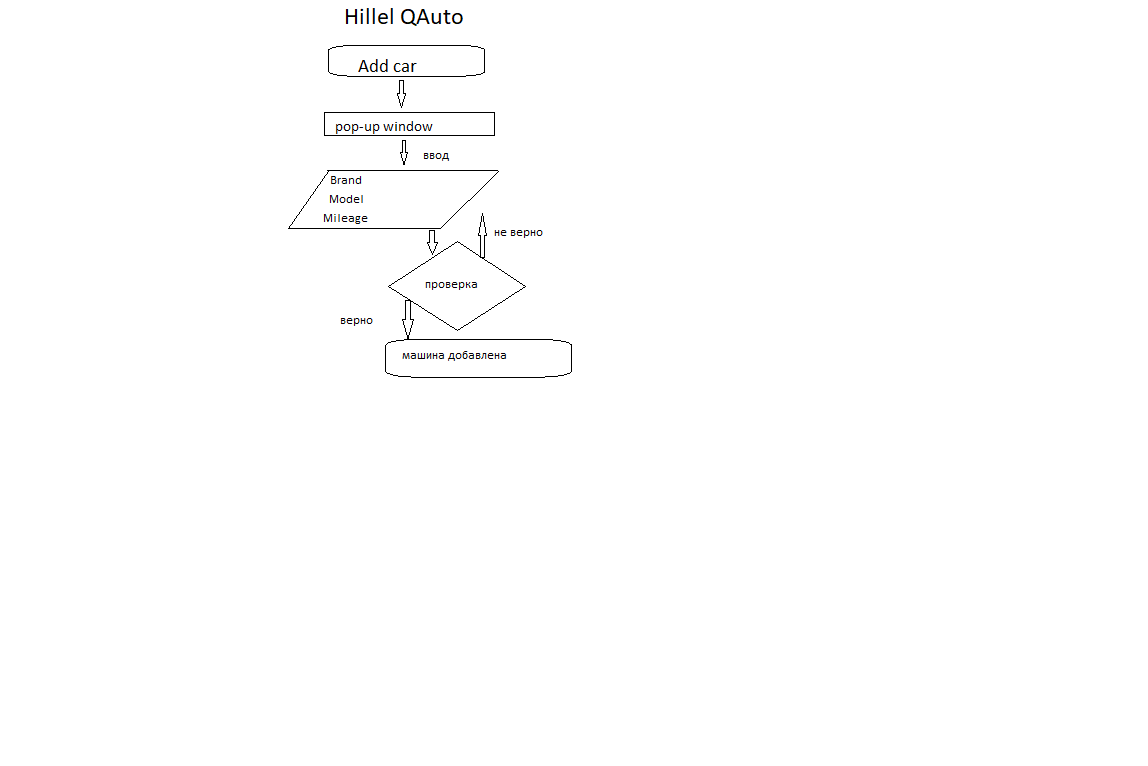 Hillel QAuto
Add car
pop-up window
ввод
Brand
Model
Mileage
не верно
проверка
верно
машина добавлена